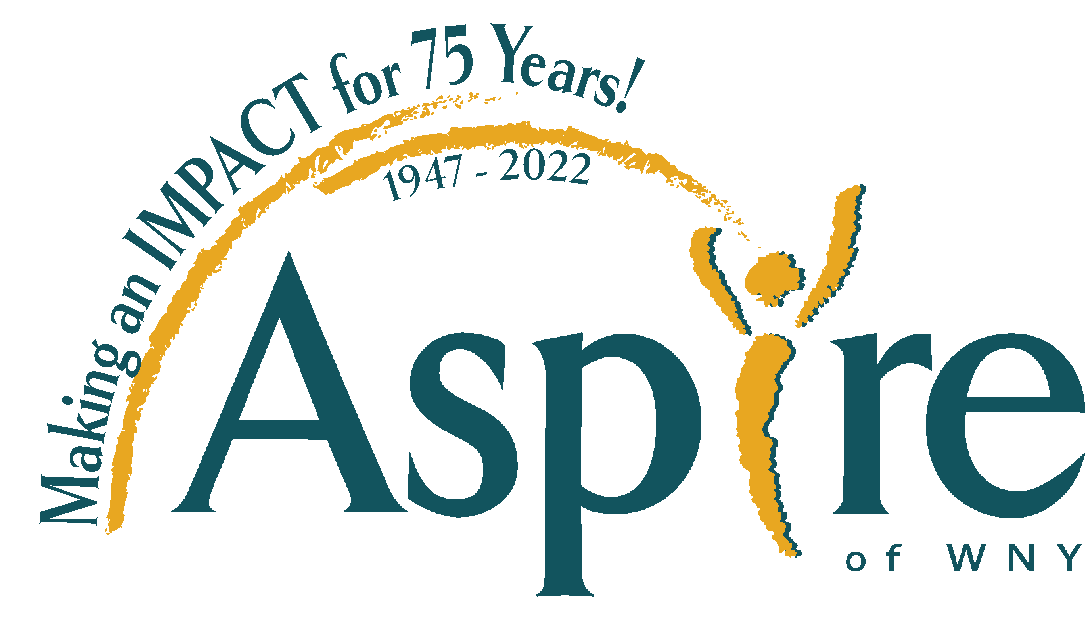 Making an IMPACT for 75 Years!
1947 - 2022
Aspire
of WNY